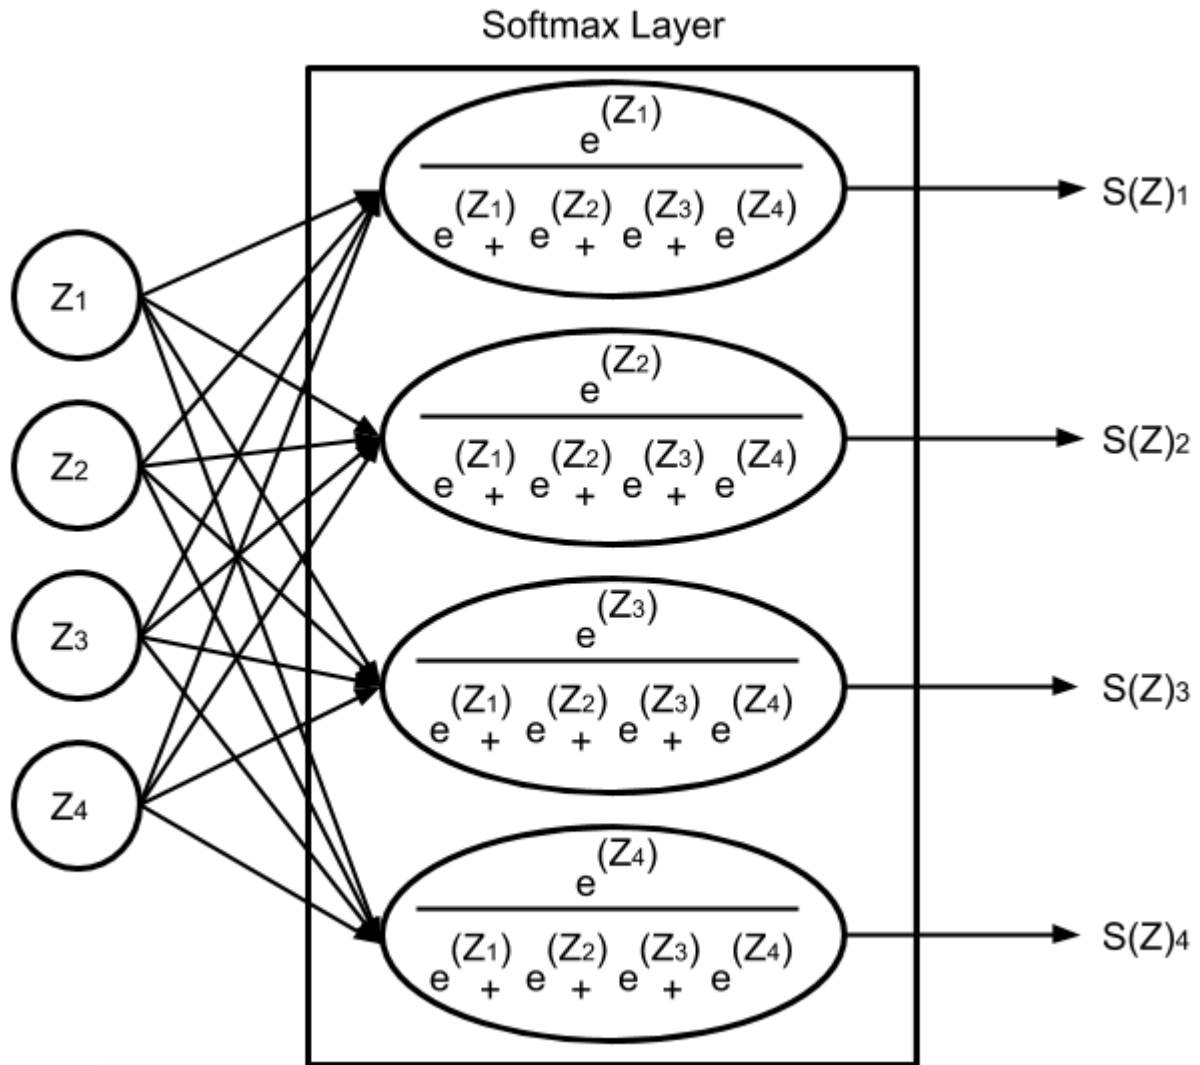 Softmax Layer
e(Z1)
e(Z1) + e(Z2) + e(Z3) + e(Z4)
S(Z)1
Z1
e(Z2)
e(Z1) + e(Z2) + e(Z3) + e(Z4)
S(Z)2
Z2
e(Z3)
e(Z1) + e(Z2) + e(Z3) + e(Z4)
S(Z)3
Z3
Z4
e(Z4)
e(Z1) + e(Z2) + e(Z3) + e(Z4)
S(Z)4